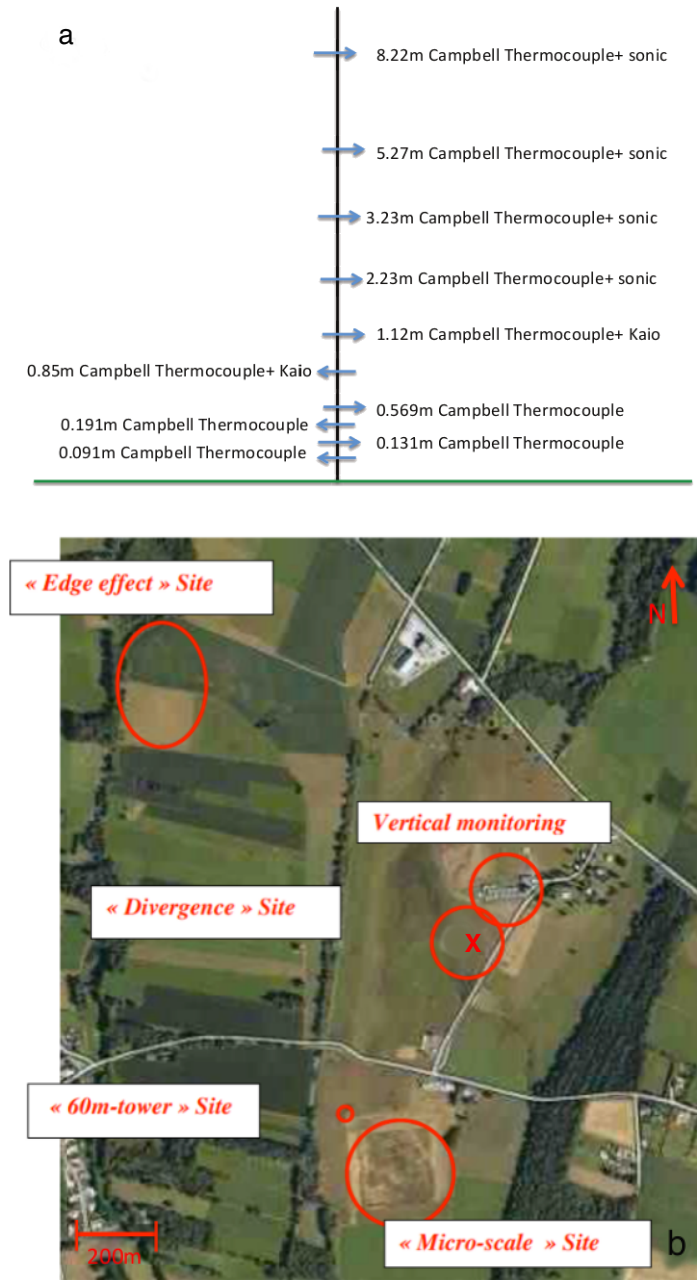 a
8.22m Campbell Thermocouple+ sonic
5.27m Campbell Thermocouple+ sonic
3.23m Campbell Thermocouple+ sonic
2.23m Campbell Thermocouple+ sonic
1.12m Campbell Thermocouple+ Kaio
0.85m Campbell Thermocouple+ Kaio
0.569m Campbell Thermocouple
0.191m Campbell Thermocouple
0.131m Campbell Thermocouple
0.091m Campbell Thermocouple
« Edge effect » Site
N
Vertical monitoring
« Divergence » Site
X
« 60m-tower » Site
« Micro-scale » Site
200m
b